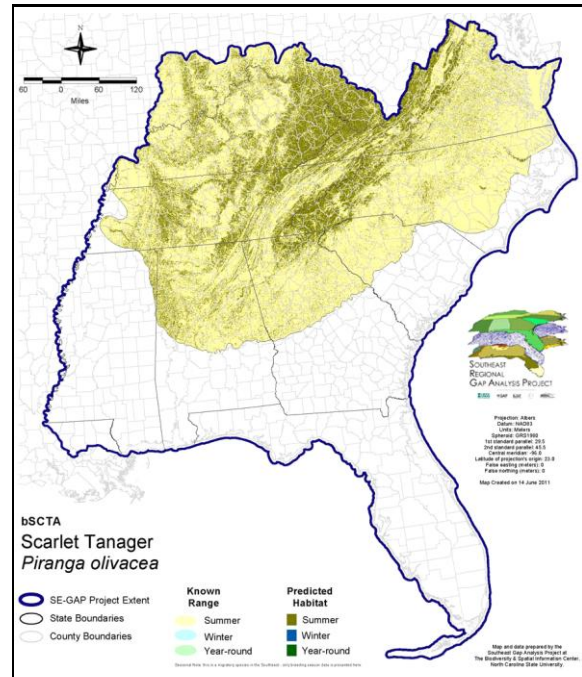 N
60 0 60 120
Miles
SOUTHEAST
REGIONAL
GAP ANALYSIS PROJECT
Projection: Albers
Datum: NAD83
Units: Meters
Spheroid: GRS1980
1st standard parallel: 29.5
2nd standard parallel: 45.5
Central meridian: -96.0
Latitude of projection's origin: 23.0
False easting (meters): 0
False northing (meters): 0
Map Created on 14 June 2011
bSCTA
Scarlet Tanager
Piranga olivacea
SE-GAP Project Extent
State Boundaries
County Boundaries
Known
Range
Summer
Winter
Year-round
Predicted
Habitat
Summer
Winter
Year-round
Map and data prepared by the
Southeast Gap Analysis Project at
The Biodiversity & Spatial Information Center,
North Carolina State University.